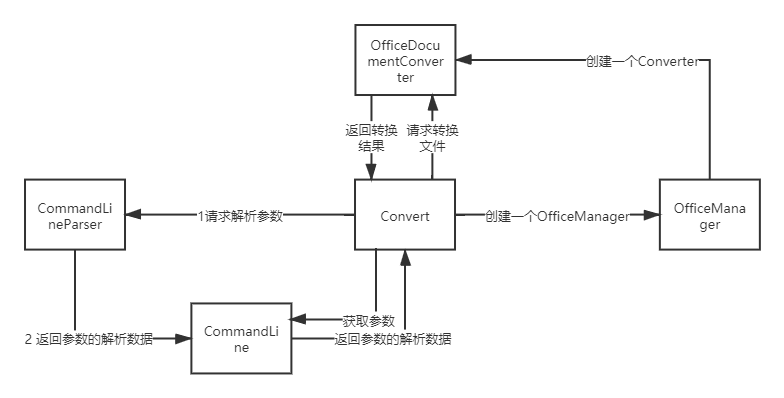 OfficeDocu
mentConver
ter
创建一个Converter
返回转换
结果
请求转换
文件
CommandLi
neParser
1请求解析参数
Convert
创建一个OfficeManager
OfficeMana
ger
CommandLi
ne
获取参数
2 返回参数的解析数据
返回参数的解析数据